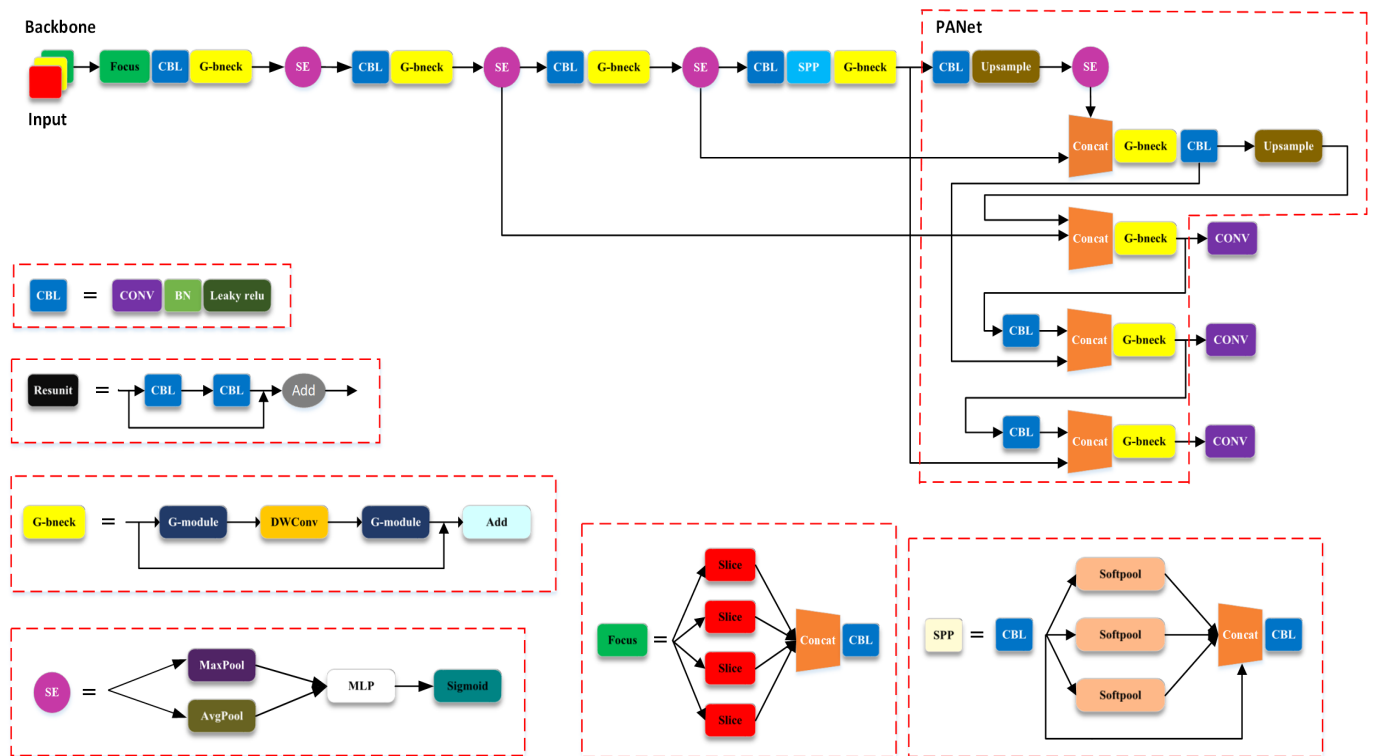 Backbone
PANet
Focus CBL G-bneck SE CBL G-bneck SE CBL G-bneck SE CBL SPP G-bneck CBL Upsample SE
Input
Concat G-bneck CBL Upsample
Concat G-bneck CONV
CBL = CONV BN Leaky relu
CBL Concat G-bneck CONV
Resunit = CBL CBL Add
CBL Concat G-bneck CONV
G-bneck = G-module DWConv G-module Add
Slice
Slice
Focus = Concat CBL
Slice
Slice
Softpool
SPP = CBL Softpool Concat CBL
Softpool
MaxPool
SE = MLP Sigmoid
AvgPool